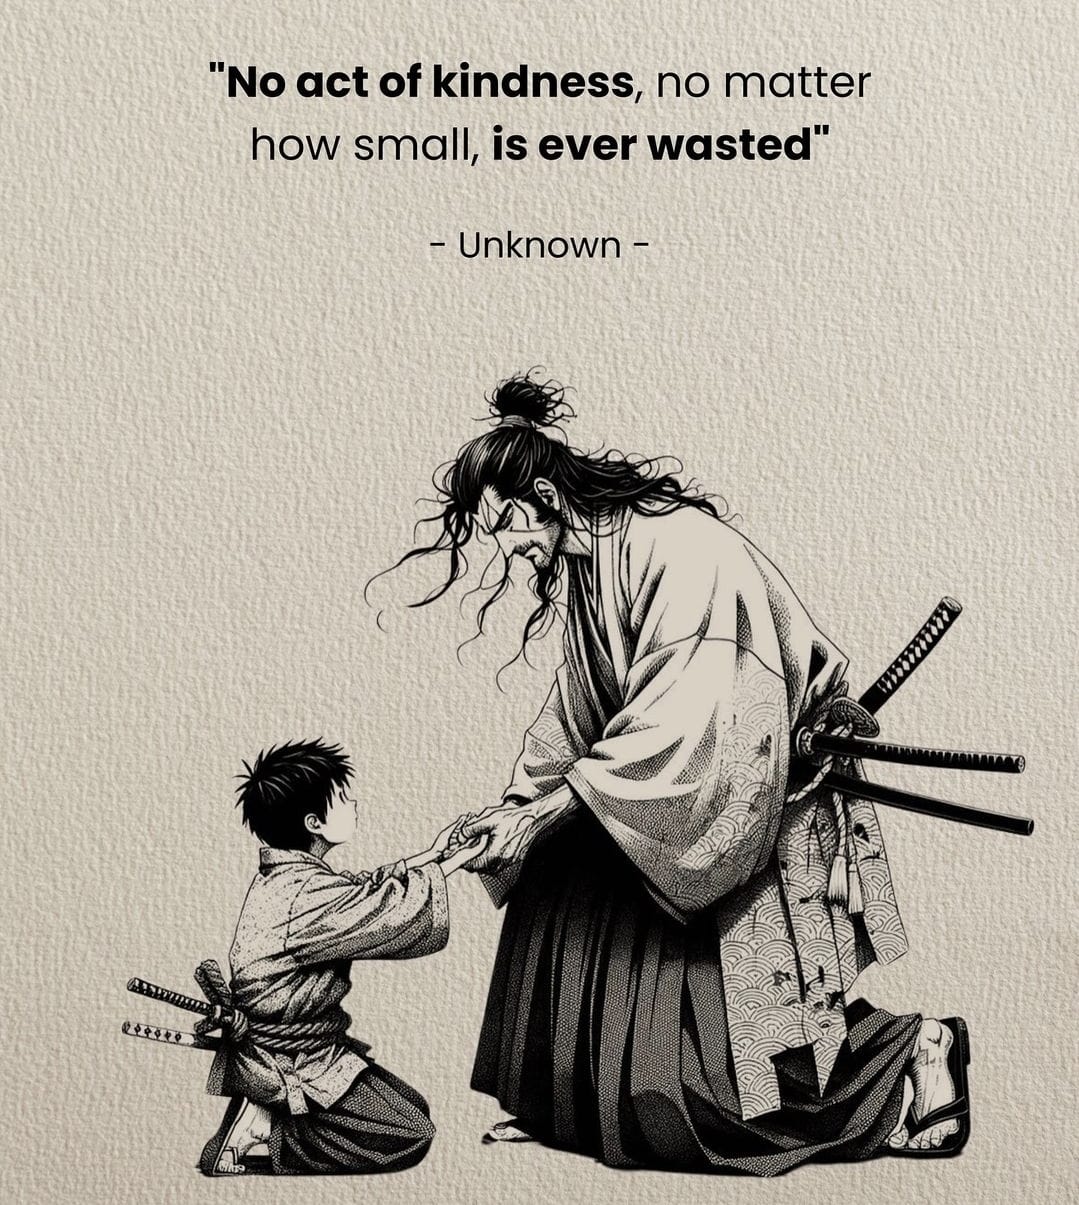 "No act of kindness, no matter
how small, is ever wasted"
- Unknown -